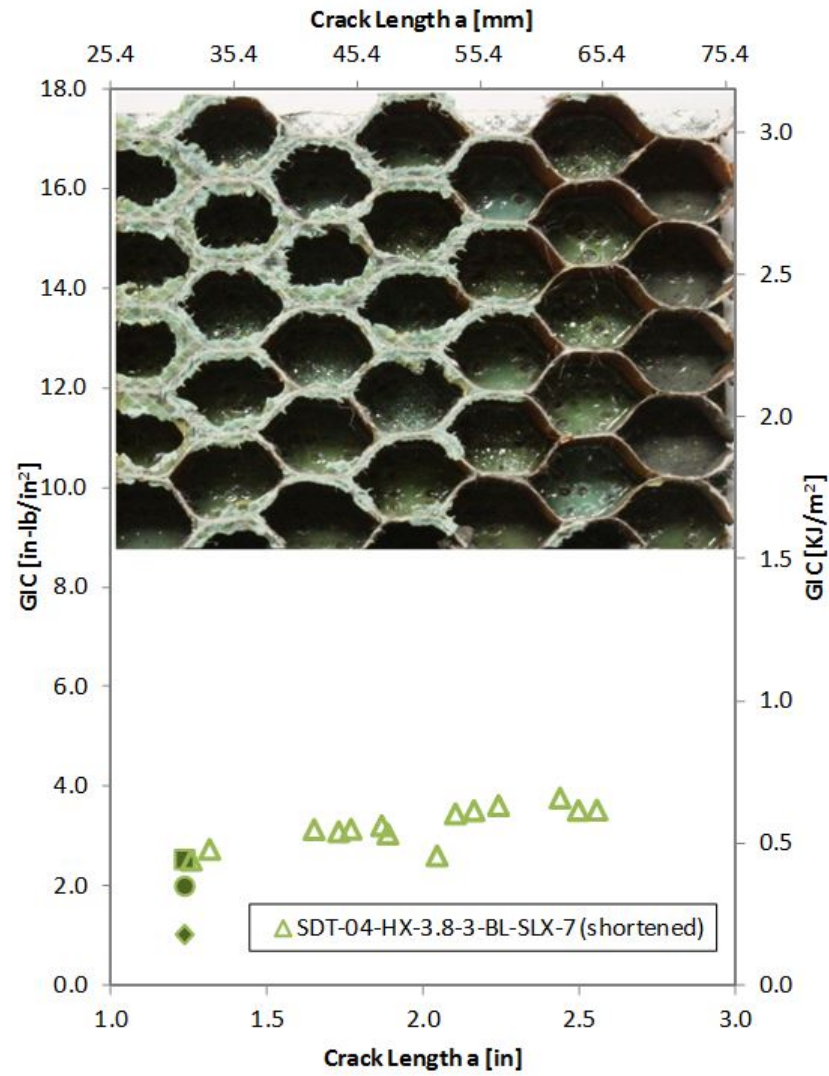 Crack Length a [mm]
25.4 35.4 45.4 55.4 65.4 75.4
18.0
16.0
14.0
12.0
10.0
8.0
6.0
4.0
2.0
0.0
GIC [in-lb/in²]
3.0
2.5
2.0
1.5
1.0
0.5
0.0
GIC [KJ/m²]
SDT-04-HX-3.8-3-BL-SLX-7 (shortened)
1.0 1.5 2.0 2.5 3.0
Crack Length a [in]